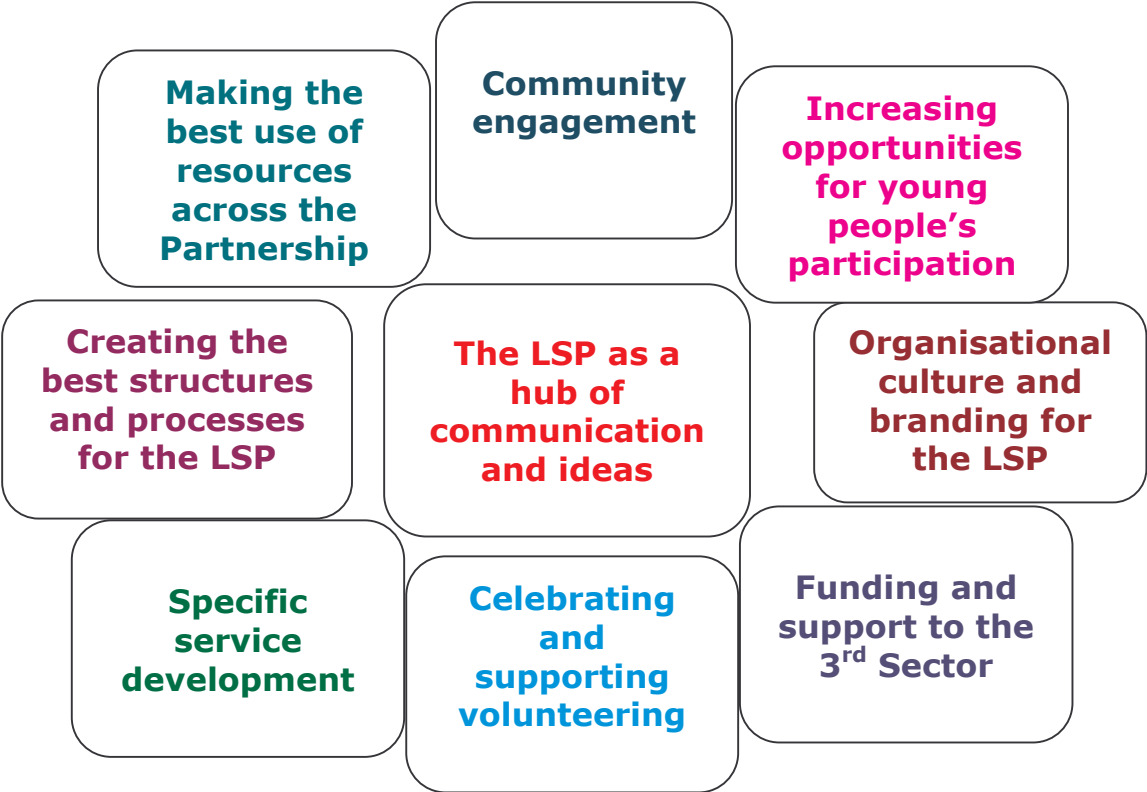 Making the
best use of
resources
across the
Partnership
Community
engagement
Increasing
opportunities
for young
people’s
participation
Creating the
best structures
and processes
for the LSP
The LSP as a
hub of
communication
and ideas
Organisational
culture and
branding for
the LSP
Specific
service
development
Celebrating
and
supporting
volunteering
Funding and
support to the
3rd Sector